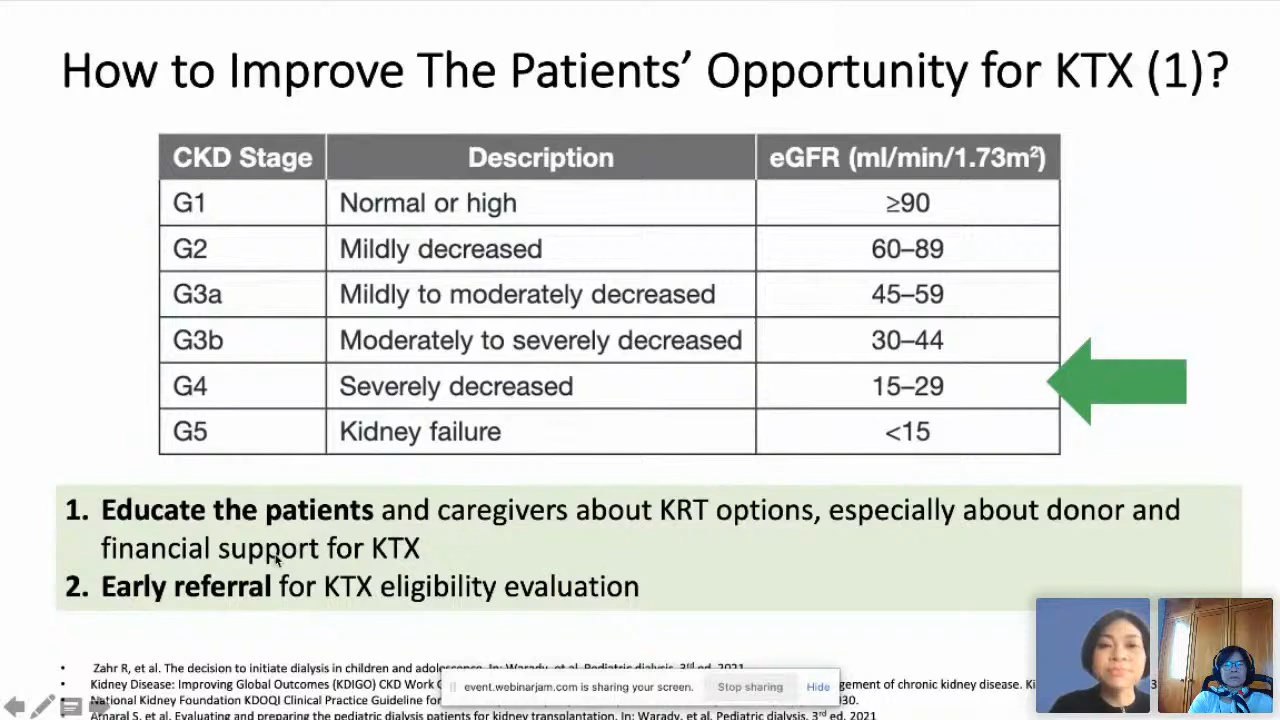 How to Improve The Patients' Opportunity for KTX (1)?
CKD Stage Description eGFR (ml/min/1.73m²)
G1 Normal or high ≥90
G2 Mildly decreased 60–89
G3a Mildly to moderately decreased 45–59
G3b Moderately to severely decreased 30–44
G4 Severely decreased 15–29
G5 Kidney failure <15
1. Educate the patients and caregivers about KRT options, especially about donor and
financial support for KTX
2. Early referral for KTX eligibility evaluation
• Zahr R, et al. The decision to initiate dialysis in children and adolescence. In: Warady, et al. Pediatric dialysis. 3rd ed. 2021
• Kidney Disease: Improving Global Outcomes (KDIGO) CKD Work agement of chronic kidney disease.
• National Kidney Foundation KDOQI Clinical Practice Guideline for 30.
• Amaral S, et al. Evaluating and preparing the pediatric dialysis patients for kidney transplantation. In: Warady, et al. Pediatric dialysis. 3rd ed. 2021
event.webinarjam.com is sharing your screen. Stop sharing Hide